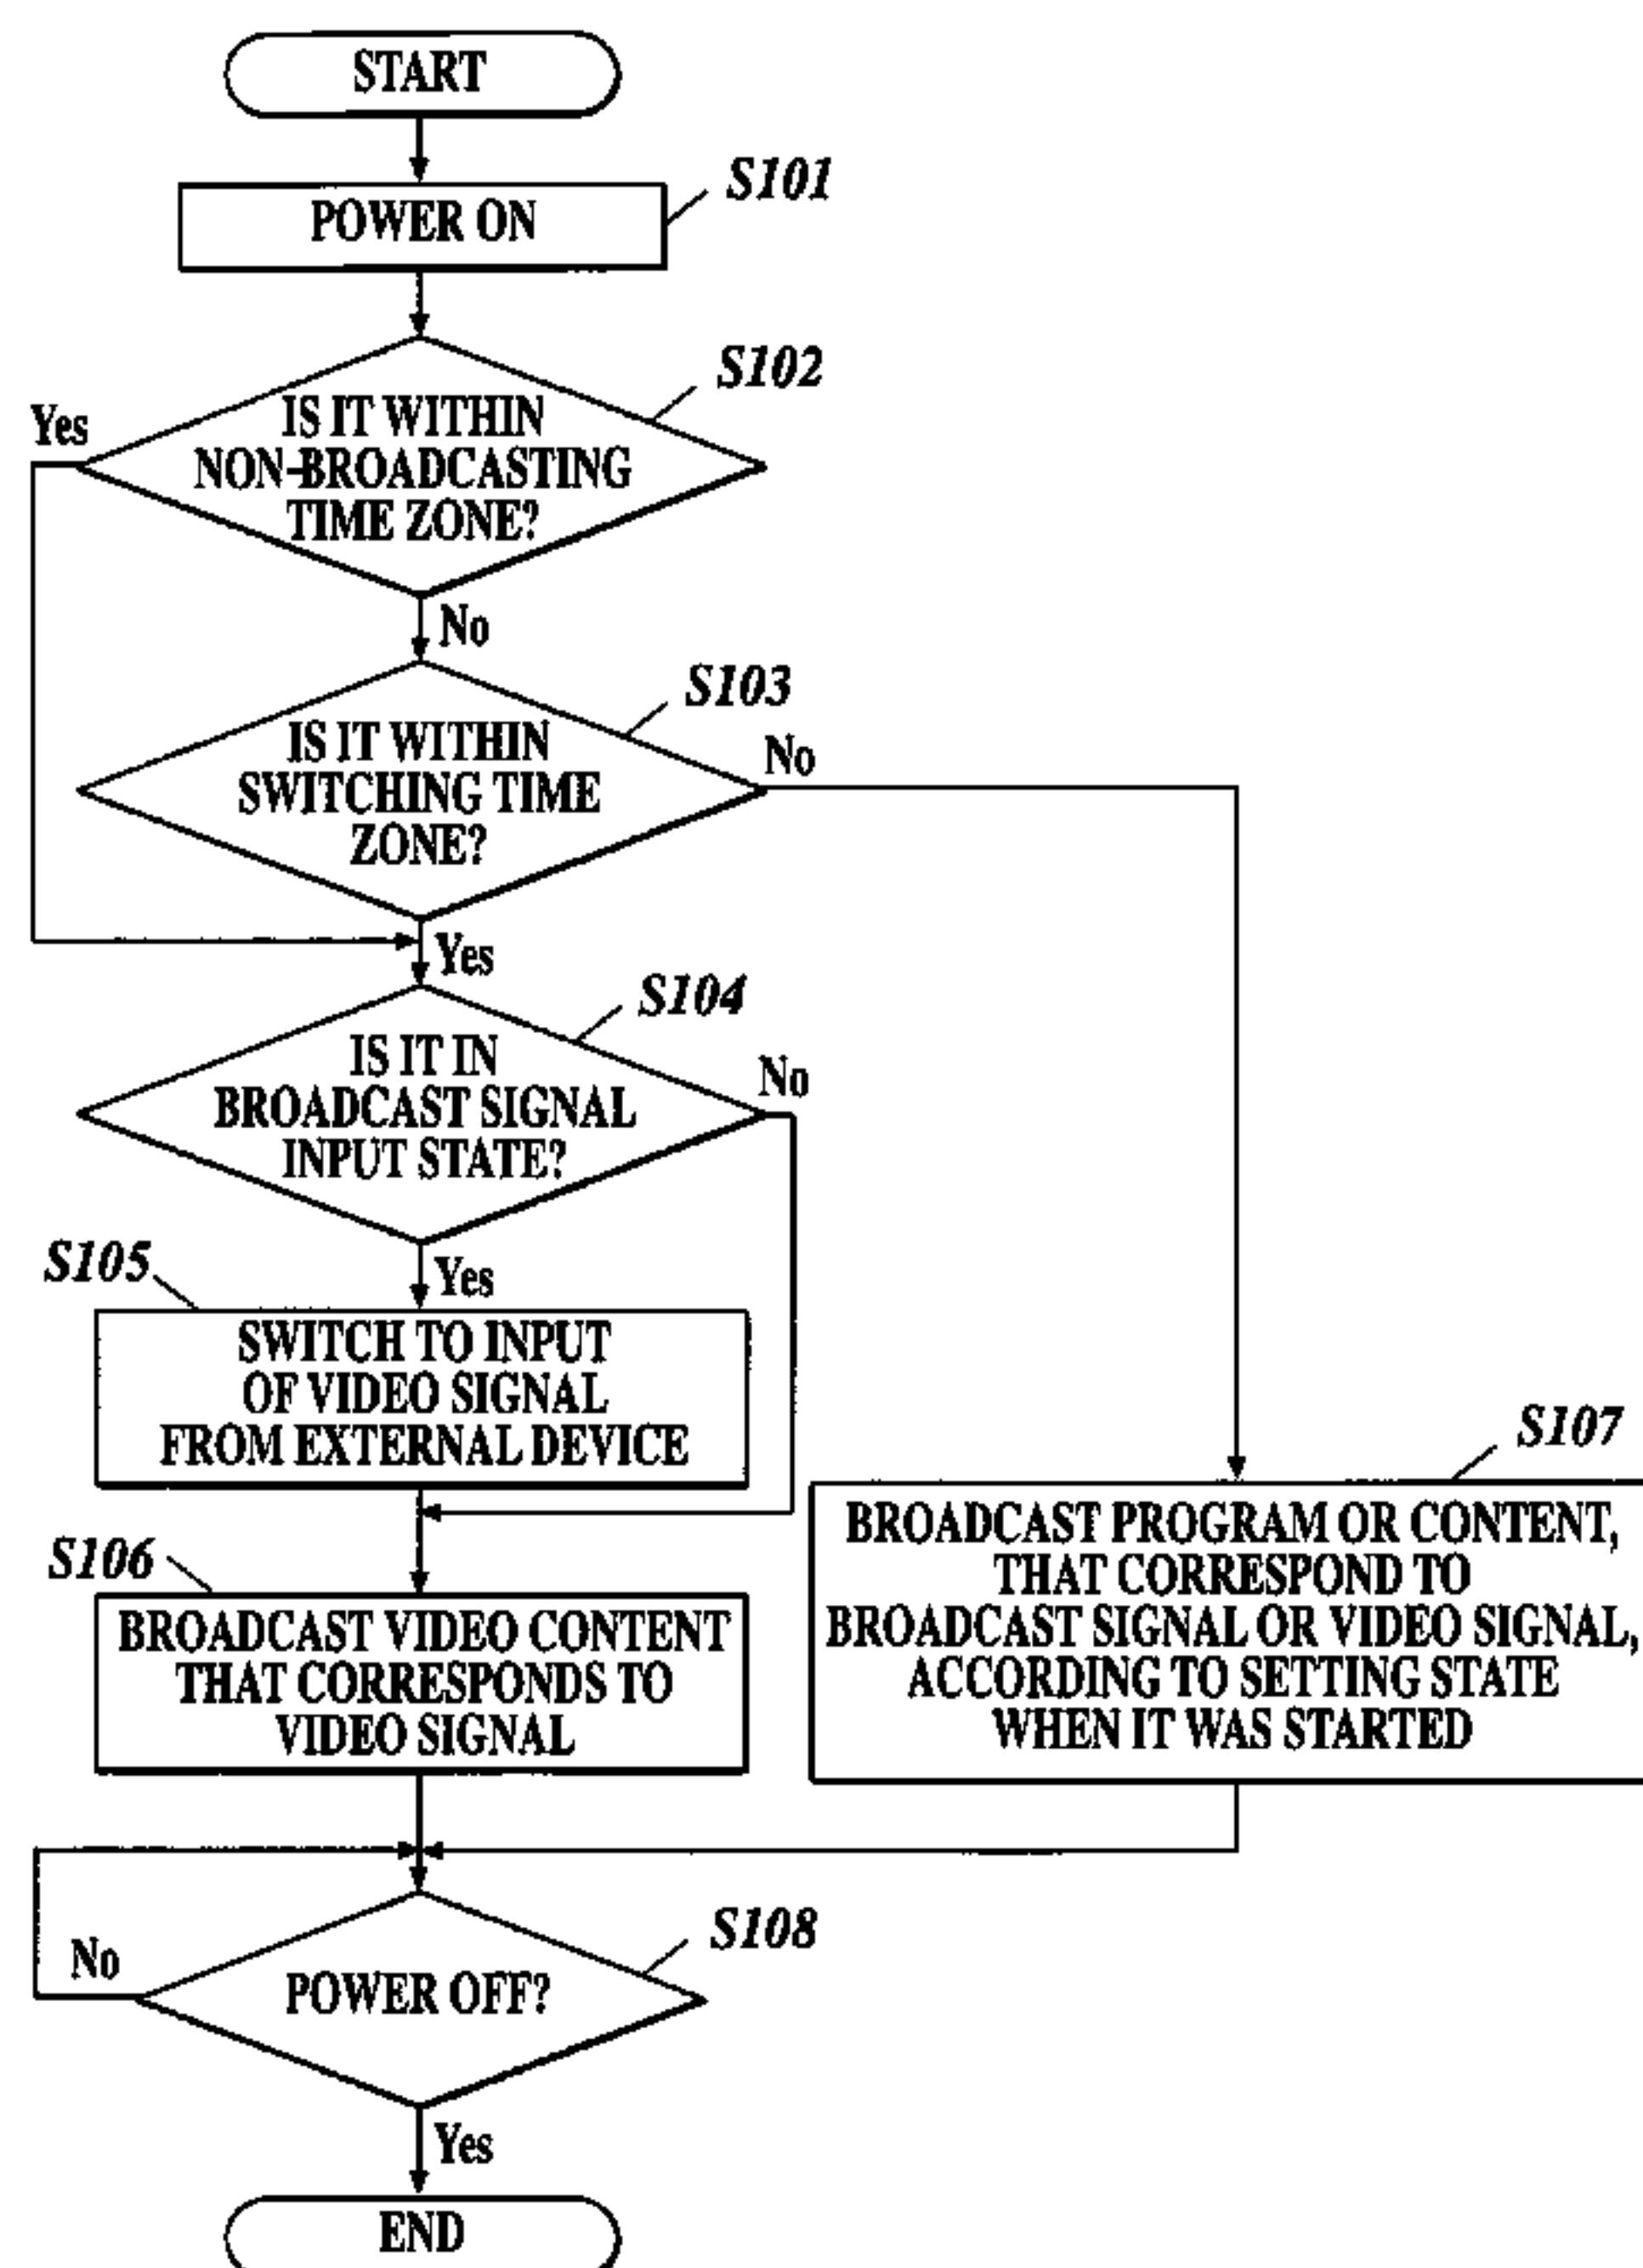 START
POWER ON
S101
IS IT WITHIN
NON-BROADCASTING
TIME ZONE?
S102
Yes
No
IS IT WITHIN
SWITCHING TIME
ZONE?
S103
No
Yes
IS IT IN
BROADCAST SIGNAL
INPUT STATE?
S104
No
Yes
S105
SWITCH TO INPUT
OF VIDEO SIGNAL
FROM EXTERNAL DEVICE
S106
BROADCAST VIDEO CONTENT
THAT CORRESPONDS TO
VIDEO SIGNAL
S107
BROADCAST PROGRAM OR CONTENT,
THAT CORRESPOND TO
BROADCAST SIGNAL OR VIDEO SIGNAL,
ACCORDING TO SETTING STATE
WHEN IT WAS STARTED
S108
No
POWER OFF?
Yes
END